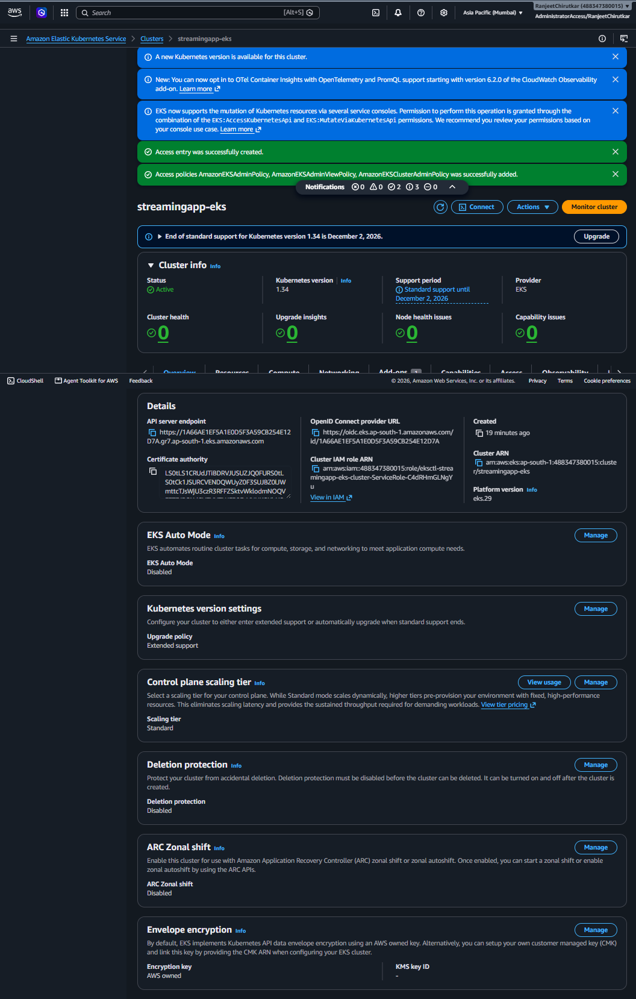 aws
Search
[Alt+S]
Asia Pacific (Mumbai)
RanjeetChirutkar (488347380015)
AdministratorAccess/RanjeetChirutkar
Amazon Elastic Kubernetes Service
Clusters
streamingapp-eks
A new Kubernetes version is available for this cluster.
New: You can now opt in to OTel Container Insights with OpenTelemetry and PromQL support starting with version 6.2.0 of the CloudWatch Observability
add-on. Learn more
EKS now supports the mutation of Kubernetes resources via several service consoles. Permission to perform this operation is granted through the
combination of the EKS:AccessKubernetesApi and EKS:MutateViaKubernetesApi permissions. We recommend you review your permissions based on
your console use case. Learn more
Access entry was successfully created.
Access policies AmazonEKSAdminPolicy, AmazonEKSAdminViewPolicy, AmazonEKSClusterAdminPolicy was successfully added.
Notifications 0 0 2 3 0
streamingapp-eks
Connect
Actions
Monitor cluster
End of standard support for Kubernetes version 1.34 is December 2, 2026.
Upgrade
Cluster info Info
Status
Active
Kubernetes version Info
1.34
Support period
Standard support until
December 2, 2026
Provider
EKS
Cluster health
0
Upgrade insights
0
Node health issues
0
Capability issues
0
Overview Resources Compute Networking Add-ons 1 Capabilities Access Observability
CloudShell
Agent Toolkit for AWS
Feedback
© 2026, Amazon Web Services, Inc. or its affiliates.
Privacy
Terms
Cookie preferences
Details
API server endpoint
https://1A66AE1EF5A1E0D5F3A59CB254E12
D7A.gr7.ap-south-1.eks.amazonaws.com
Certificate authority
LS0tLS1CRUdJTiBDRVJUSUZJQ0FURS0tL
S0tCk1JSURCVENDQWUyZ0F3SUJBZ0lJW
mttcTJsWjU3czR3RFFZSktvWklodmNOQV
OpenID Connect provider URL
https://oidc.eks.ap-south-1.amazonaws.com/
id/1A66AE1EF5A1E0D5F3A59CB254E12D7A
Cluster IAM role ARN
arn:aws:iam::488347380015:role/eksctl-strea
mingapp-eks-cluster-ServiceRole-C4dRHmGLNgY
u
View in IAM
Created
19 minutes ago
Cluster ARN
arn:aws:eks:ap-south-1:488347380015:cluste
r/streamingapp-eks
Platform version Info
eks.29
EKS Auto Mode Info
Manage
EKS automates routine cluster tasks for compute, storage, and networking to meet application compute needs.
EKS Auto Mode
Disabled
Kubernetes version settings
Manage
Configure your cluster to either enter extended support or automatically upgrade when standard support ends.
Upgrade policy
Extended support
Control plane scaling tier Info
View usage
Manage
Select a scaling tier for your control plane. While Standard mode scales dynamically, higher tiers pre-provision your environment with fixed, high-performance
resources. This eliminates scaling latency and provides the sustained throughput required for demanding workloads. View tier pricing
Scaling tier
Standard
Deletion protection Info
Manage
Protect your cluster from accidental deletion. Deletion protection must be disabled before the cluster can be deleted. It can be turned on and off after the cluster is
created.
Deletion protection
Disabled
ARC Zonal shift Info
Manage
Enable this cluster for use with Amazon Application Recovery Controller (ARC) zonal shift or zonal autoshift. Once enabled, you can start a zonal shift or enable
zonal autoshift by using the ARC APIs.
ARC Zonal shift
Disabled
Envelope encryption Info
Manage
By default, EKS implements Kubernetes API data envelope encryption using an AWS owned key. Alternatively, you can setup your own customer managed key (CMK)
and link this key by providing the CMK ARN when configuring your EKS cluster.
Encryption key
AWS owned
KMS key ID
-